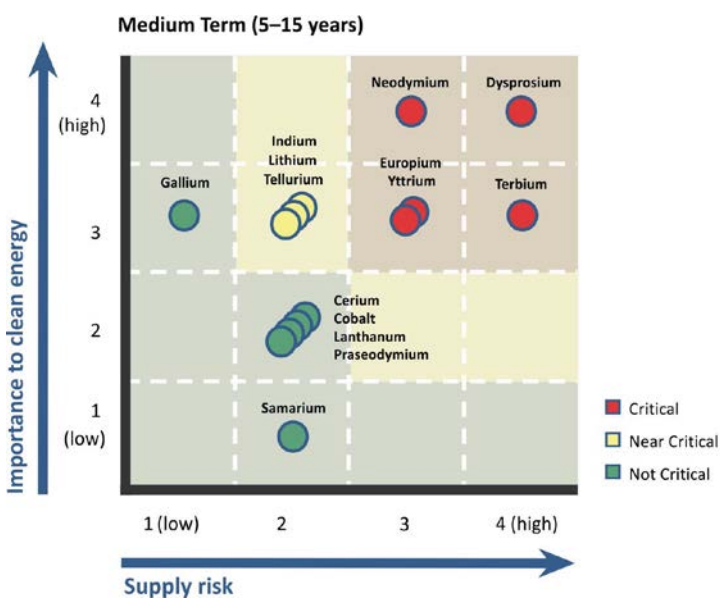 Medium Term (5–15 years)
Importance to clean energy
4
(high)
3
2
1
(low)
Neodymium
Dysprosium
Indium
Lithium
Tellurium
Europium
Yttrium
Gallium
Terbium
Cerium
Cobalt
Lanthanum
Praseodymium
Samarium
Critical
Near Critical
Not Critical
1 (low)
2
3
4 (high)
Supply risk